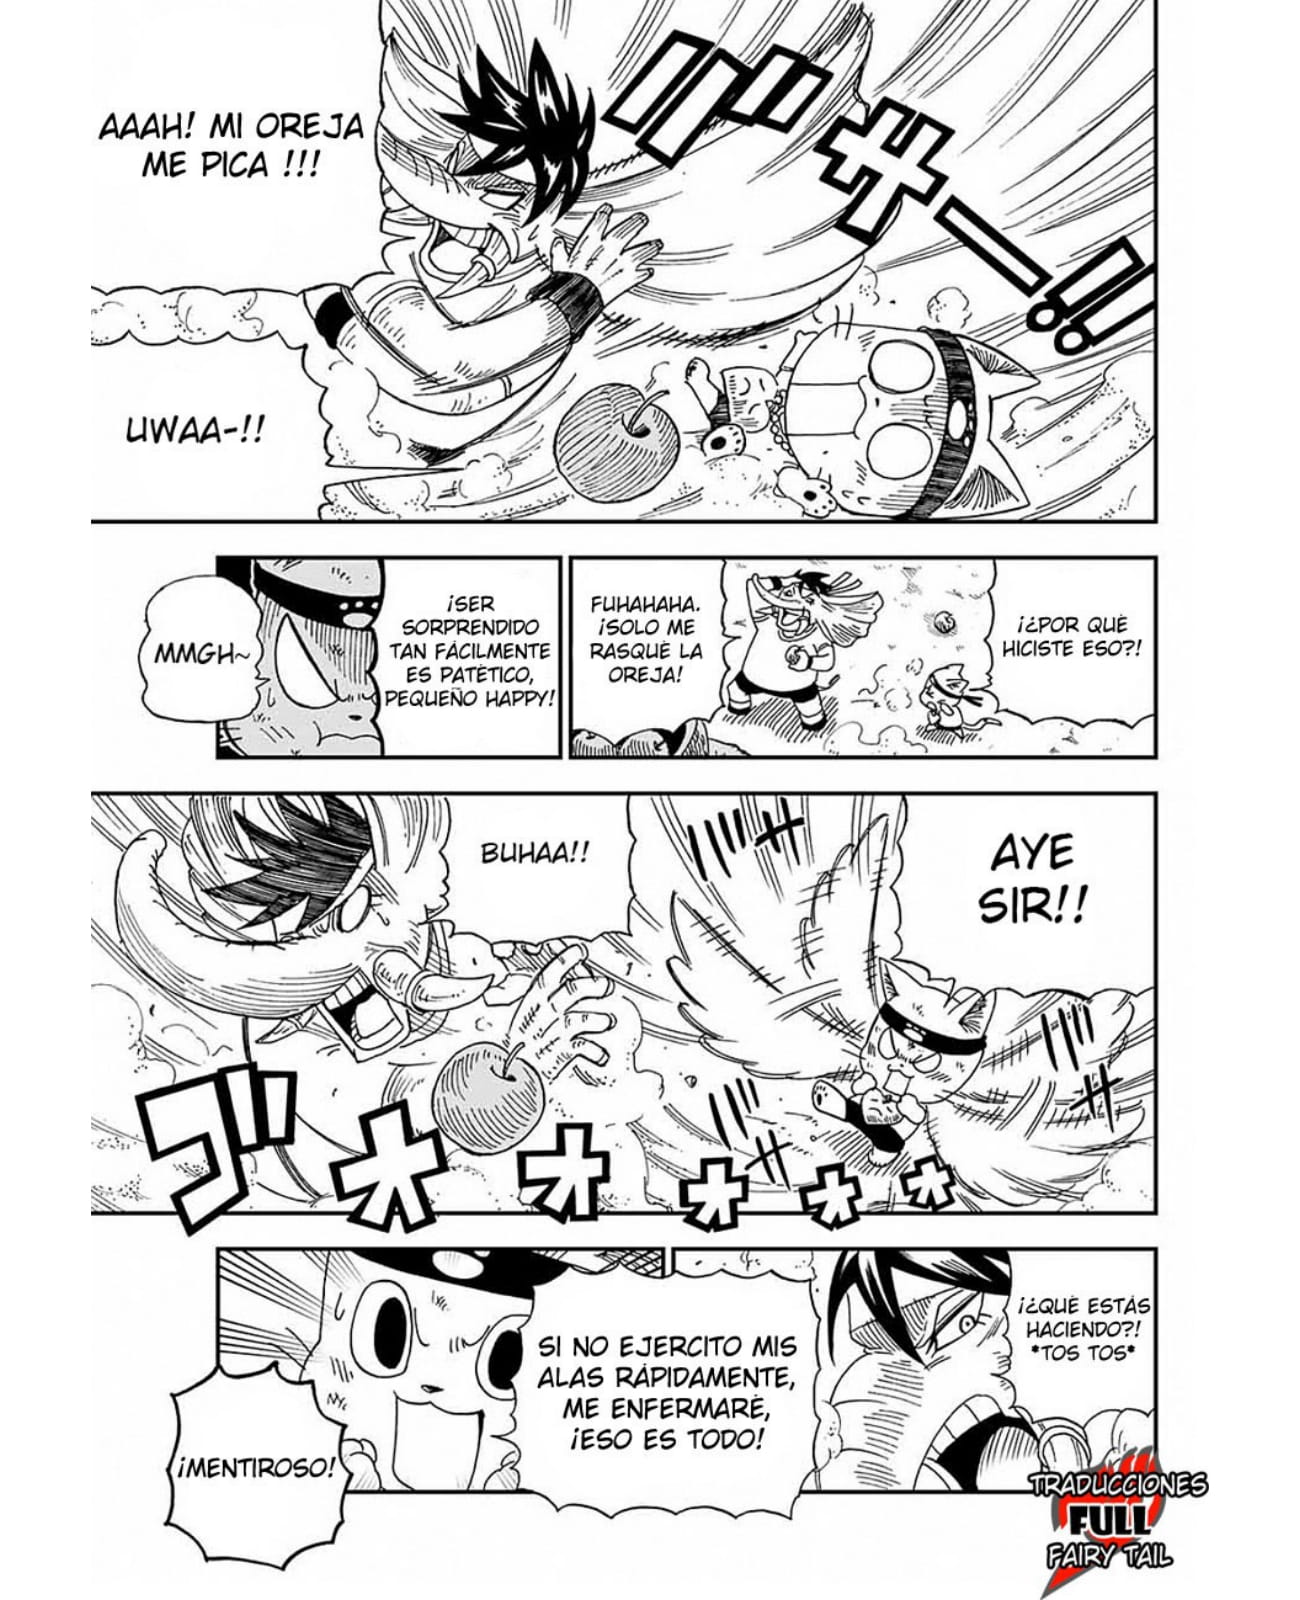 AAAH! MI OREJA
ME PICA !!!
バサー!!
UWAA-!!
¡¿POR QUÉ
HICISTE ESO?!
FUHAHAHA.
¡SOLO ME
RASQUÉ LA
OREJA!
¡SER
SORPRENDIDO
TAN FÁCILMENTE
ES PATÉTICO,
PEQUEÑO HAPPY!
MMGH~
AYE
SIR!!
BUHAA!!
ゴオオオオオ
¡¿QUÉ ESTÁS
HACIENDO?!
*TOS TOS*
SI NO EJERCITO MIS
ALAS RÁPIDAMENTE,
ME ENFERMARÉ,
¡ESO ES TODO!
¡MENTIROSO!
TRADUCCIONES
FULL
FAIRY TAIL